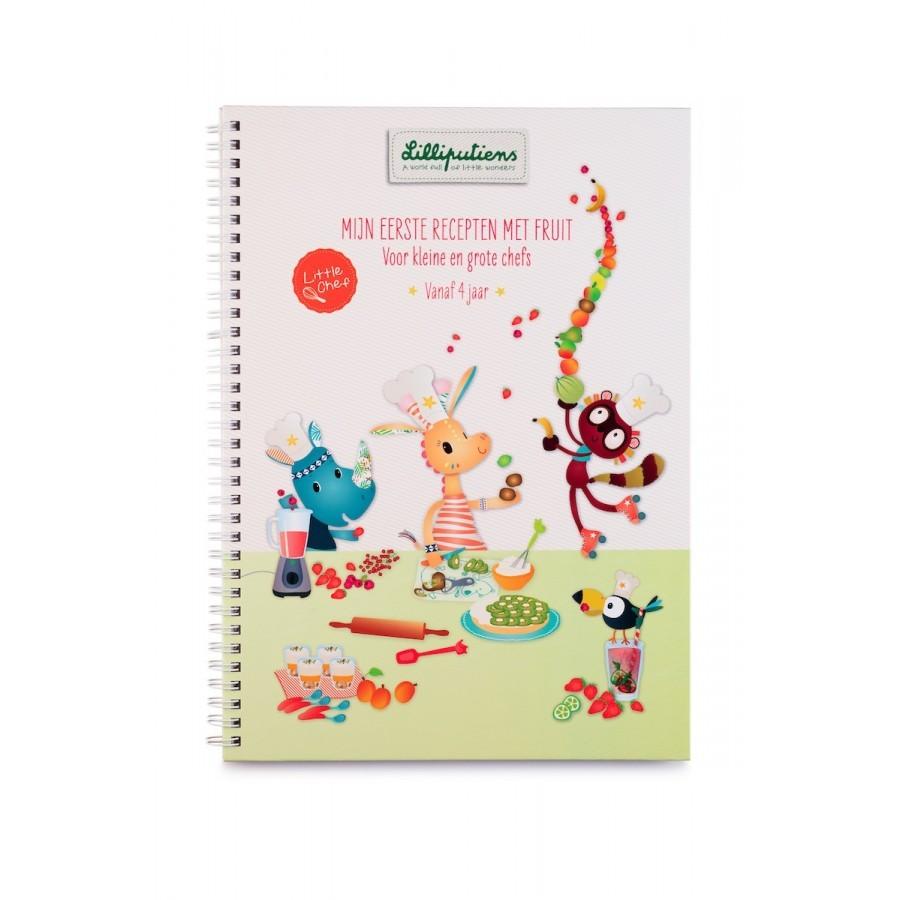 Lilliputiens
A world full of little wonders
MIJN EERSTE RECEPTEN MET FRUIT
Voor kleine en grote chefs
Vanaf 4 jaar
Little
Chef